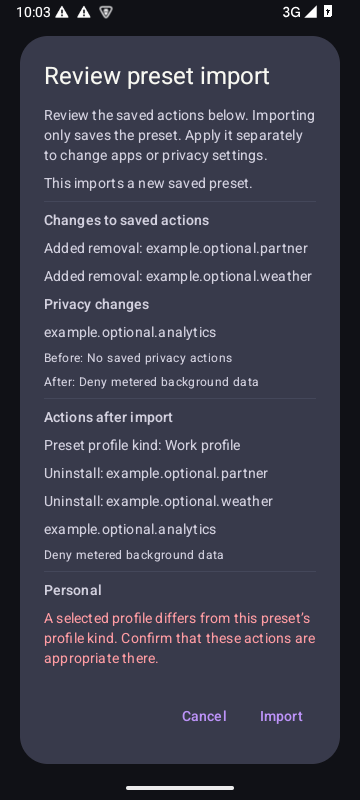 10:03
3G
Review preset import
Review the saved actions below. Importing
only saves the preset. Apply it separately
to change apps or privacy settings.
This imports a new saved preset.
Changes to saved actions
Added removal: example.optional.partner
Added removal: example.optional.weather
Privacy changes
example.optional.analytics
Before: No saved privacy actions
After: Deny metered background data
Actions after import
Preset profile kind: Work profile
Uninstall: example.optional.partner
Uninstall: example.optional.weather
example.optional.analytics
Deny metered background data
Personal
A selected profile differs from this preset's
profile kind. Confirm that these actions are
appropriate there.
Cancel Import